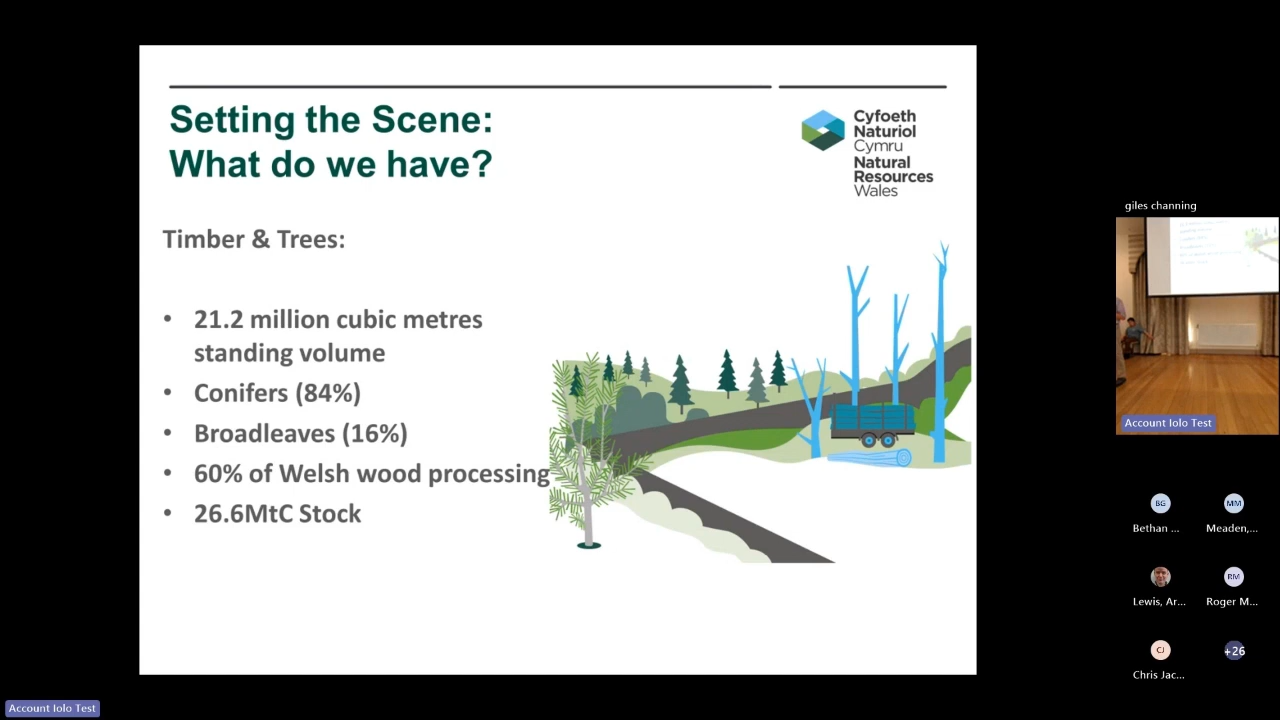 Setting the Scene:
What do we have?
Cyfoeth
Naturiol
Cymru
Natural
Resources
Wales
Timber & Trees:
• 21.2 million cubic metres
standing volume
• Conifers (84%)
• Broadleaves (16%)
• 60% of Welsh wood processing
• 26.6MtC Stock
giles channing
Account Iolo Test
BG
MM
Bethan ...
Meaden,...
RM
Lewis, Ar...
Roger M...
CJ
+26
Chris Jac...
Account Iolo Test